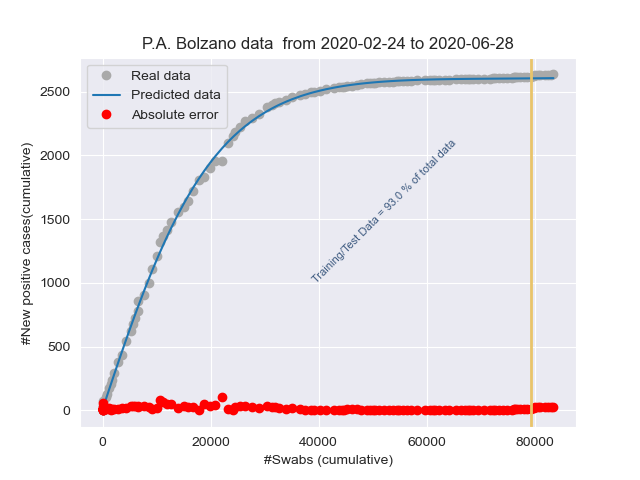 P.A. Bolzano data  from 2020-02-24 to 2020-06-28
Real data
Predicted data
Absolute error
Training/Test Data = 93.0 % of total data
#New positive cases(cumulative)
2500
2000
1500
1000
500
0
0
20000
40000
60000
80000
#Swabs (cumulative)